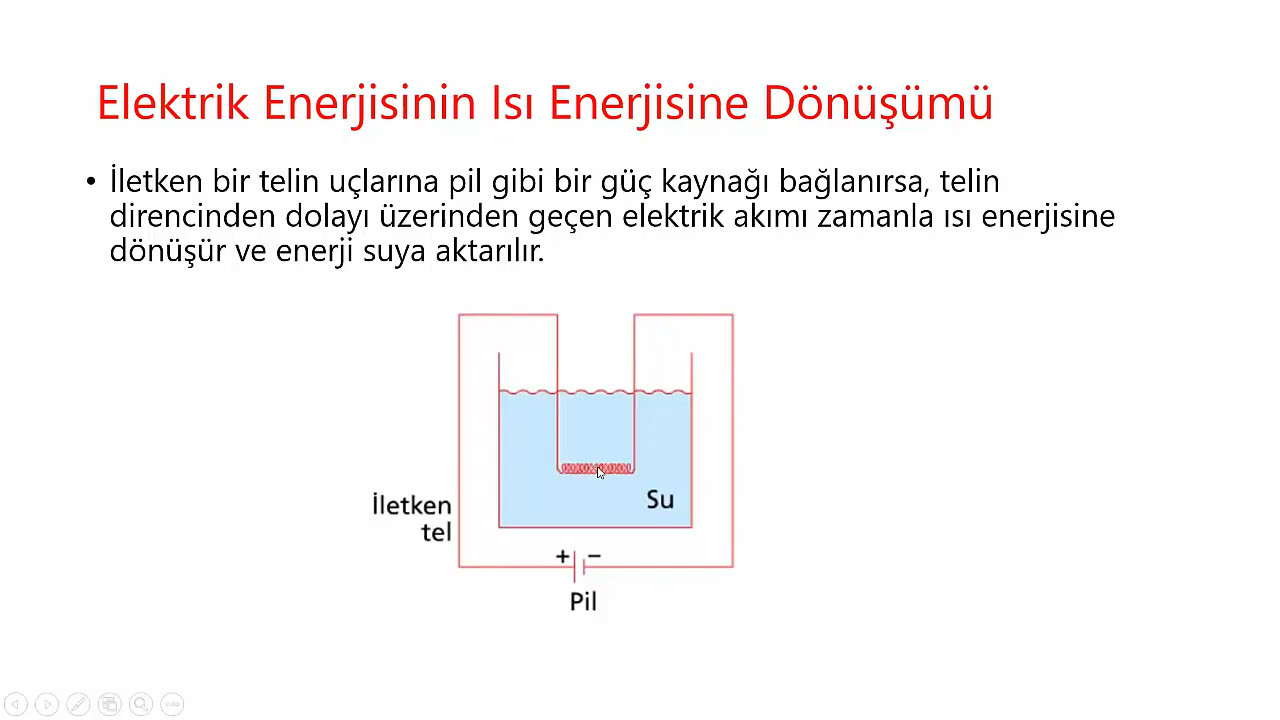 Elektrik Enerjisinin Isı Enerjisine Dönüşümü
• İletken bir telin uçlarına pil gibi bir güç kaynağı bağlanırsa, telin
direncinden dolayı üzerinden geçen elektrik akımı zamanla ısı enerjisine
dönüşür ve enerji suya aktarılır.
Su
İletken
tel
+ −
Pil